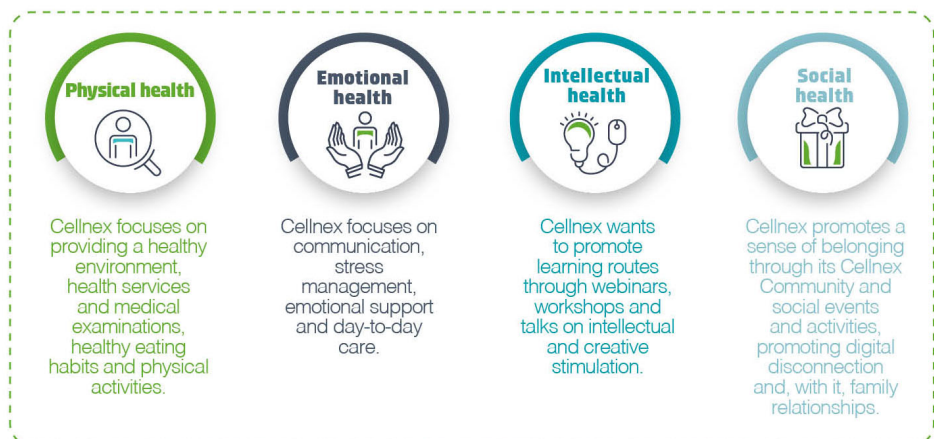 Physical health
Cellnex focuses on
providing a healthy
environment,
health services
and medical
examinations,
healthy eating
habits and physical
activities.
Emotional
health
Cellnex focuses on
communication,
stress
management,
emotional support
and day-to-day
care.
Intellectual
health
Cellnex wants
to promote
learning routes
through webinars,
workshops and
talks on intellectual
and creative
stimulation.
Social
health
Cellnex promotes a
sense of belonging
through its Cellnex
Community and
social events
and activities,
promoting digital
disconnection
and, with it, family
relationships.